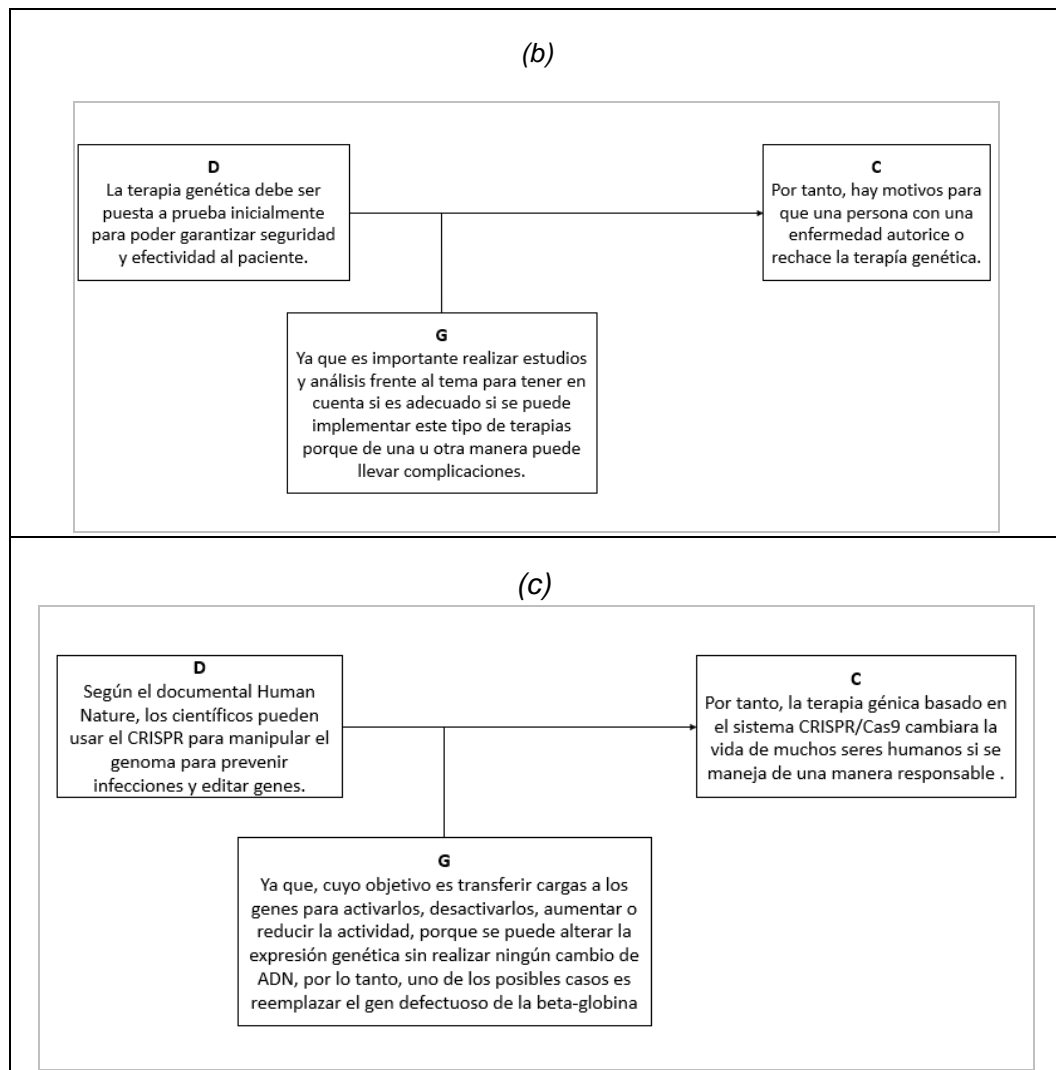 (b)
D
La terapia genética debe ser
puesta a prueba inicialmente
para poder garantizar seguridad
y efectividad al paciente.
C
Por tanto, hay motivos para
que una persona con una
enfermedad autorice o
rechace la terapía genética.
G
Ya que es importante realizar estudios
y análisis frente al tema para tener en
cuenta si es adecuado si se puede
implementar este tipo de terapias
porque de una u otra manera puede
llevar complicaciones.
(c)
D
Según el documental Human
Nature, los científicos pueden
usar el CRISPR para manipular el
genoma para prevenir
infecciones y editar genes.
C
Por tanto, la terapia génica basado en
el sistema CRISPR/Cas9 cambiara la
vida de muchos seres humanos si se
maneja de una manera responsable .
G
Ya que, cuyo objetivo es transferir cargas a los
genes para activarlos, desactivarlos, aumentar o
reducir la actividad, porque se puede alterar la
expresión genética sin realizar ningún cambio de
ADN, por lo tanto, uno de los posibles casos es
reemplazar el gen defectuoso de la beta-globina